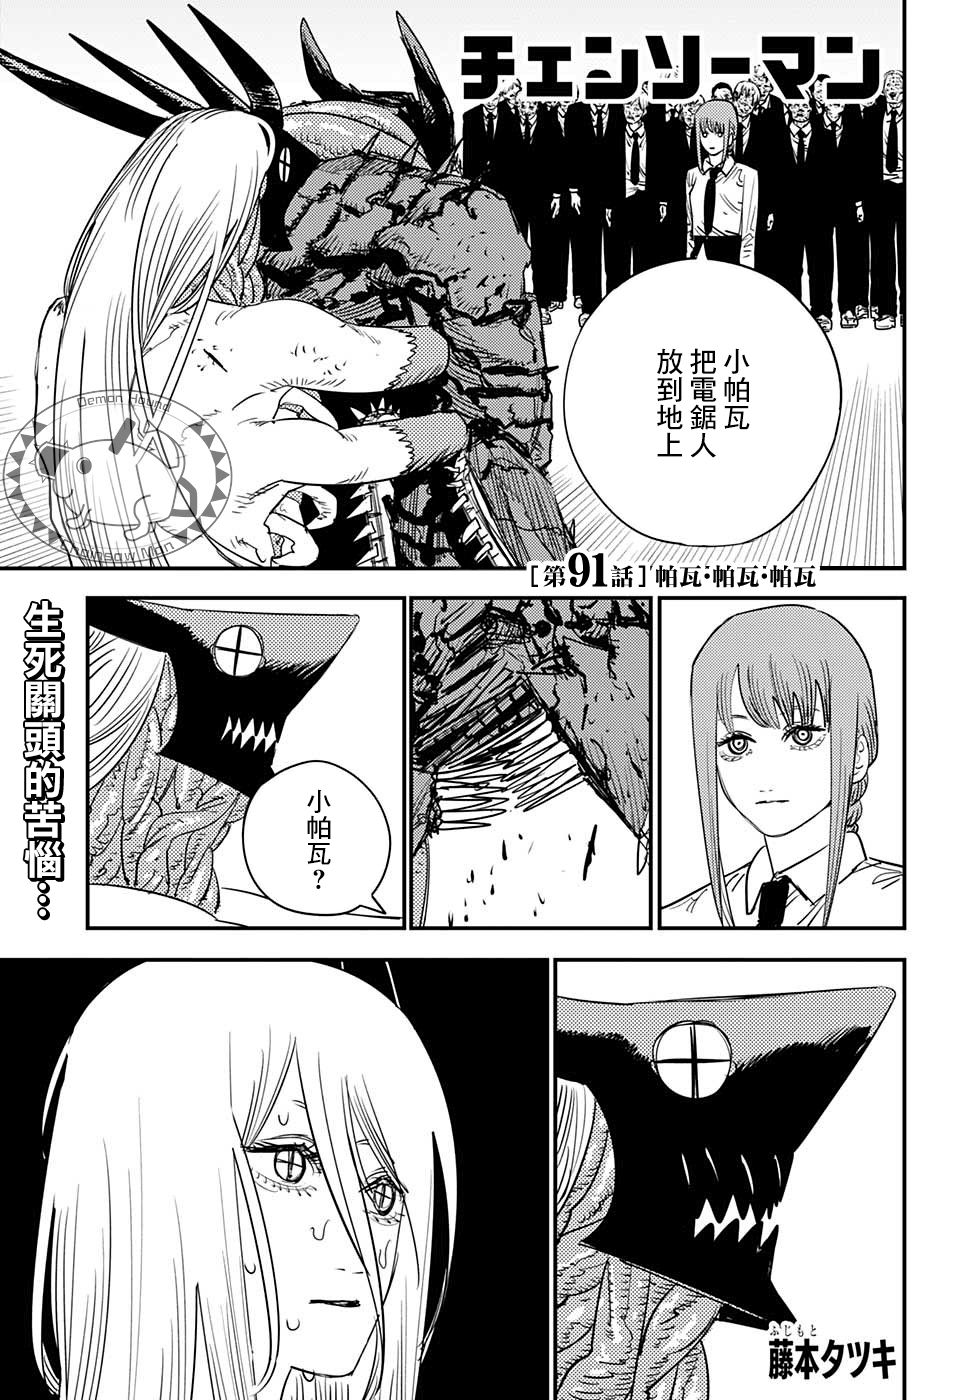 チェンソーマン
小帕瓦
把電鋸人
放到地上
[第91話]帕瓦·帕瓦·帕瓦
小帕瓦?
生死關頭的苦惱…
Demon Hound
Chainsaw Man
ふじもと
藤本タツキ